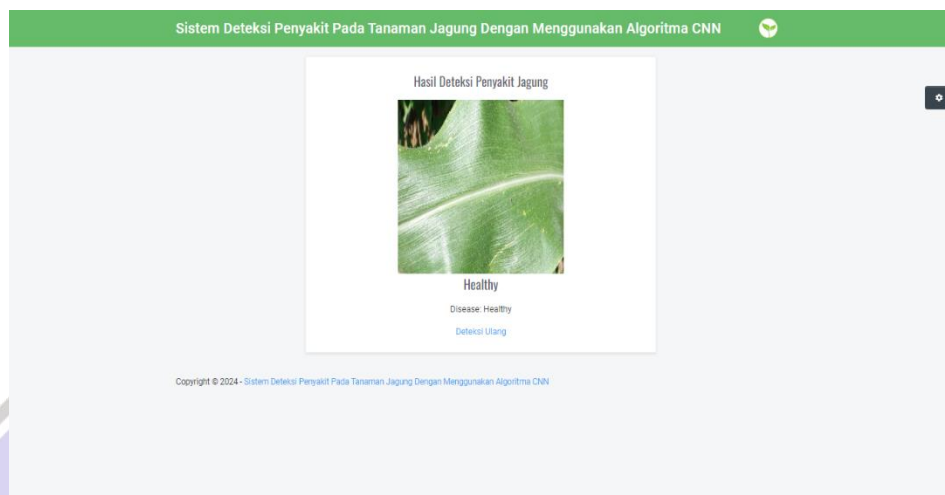 Sistem Deteksi Penyakit Pada Tanaman Jagung Dengan Menggunakan Algoritma CNN
Hasil Deteksi Penyakit Jagung
Healthy
Disease: Healthy
Deteksi Ulang
Copyright © 2024 - Sistem Deteksi Penyakit Pada Tanaman Jagung Dengan Menggunakan Algoritma CNN